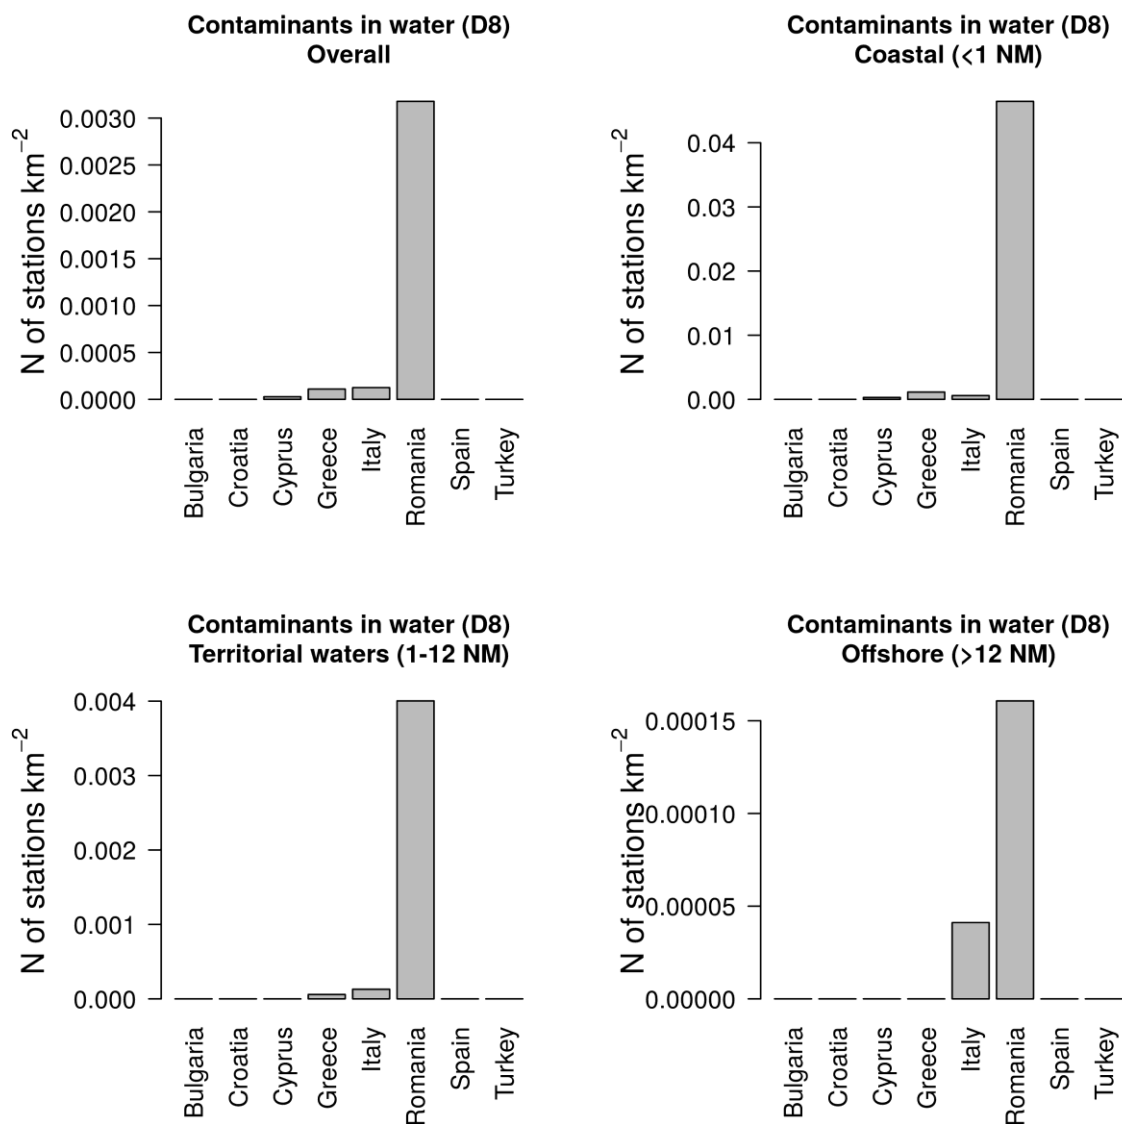 Contaminants in water (D8)
Overall
N of stations km⁻²
0.0030
0.0025
0.0020
0.0015
0.0010
0.0005
0.0000
Bulgaria
Croatia
Cyprus
Greece
Italy
Romania
Spain
Turkey
Contaminants in water (D8)
Coastal (<1 NM)
N of stations km⁻²
0.04
0.03
0.02
0.01
0.00
Bulgaria
Croatia
Cyprus
Greece
Italy
Romania
Spain
Turkey
Contaminants in water (D8)
Territorial waters (1-12 NM)
N of stations km⁻²
0.004
0.003
0.002
0.001
0.000
Bulgaria
Croatia
Cyprus
Greece
Italy
Romania
Spain
Turkey
Contaminants in water (D8)
Offshore (>12 NM)
N of stations km⁻²
0.00015
0.00010
0.00005
0.00000
Bulgaria
Croatia
Cyprus
Greece
Italy
Romania
Spain
Turkey